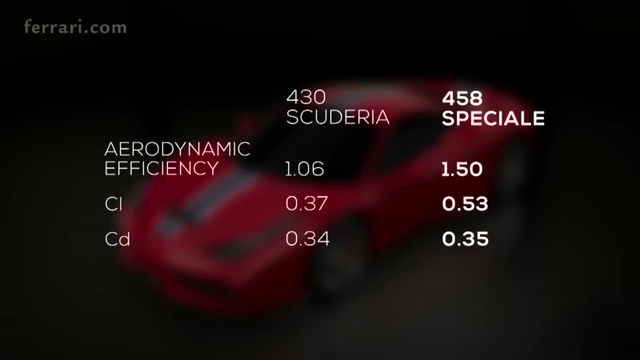 ferrari.com
430 458
SCUDERIA SPECIALE
AERODYNAMIC
EFFICIENCY 1.06 1.50
Cl 0.37 0.53
Cd 0.34 0.35